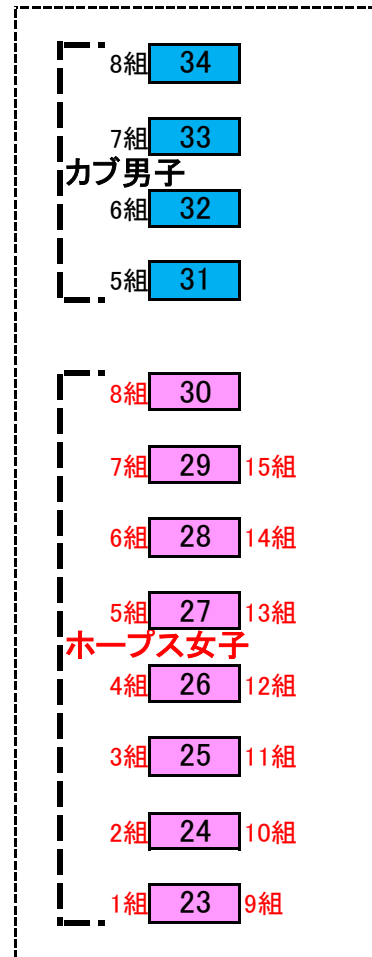 8組 34
7組 33
カブ男子
6組 32
5組 31
8組 30
7組 29 15組
6組 28 14組
5組 27 13組
ホープス女子
4組 26 12組
3組 25 11組
2組 24 10組
1組 23 9組